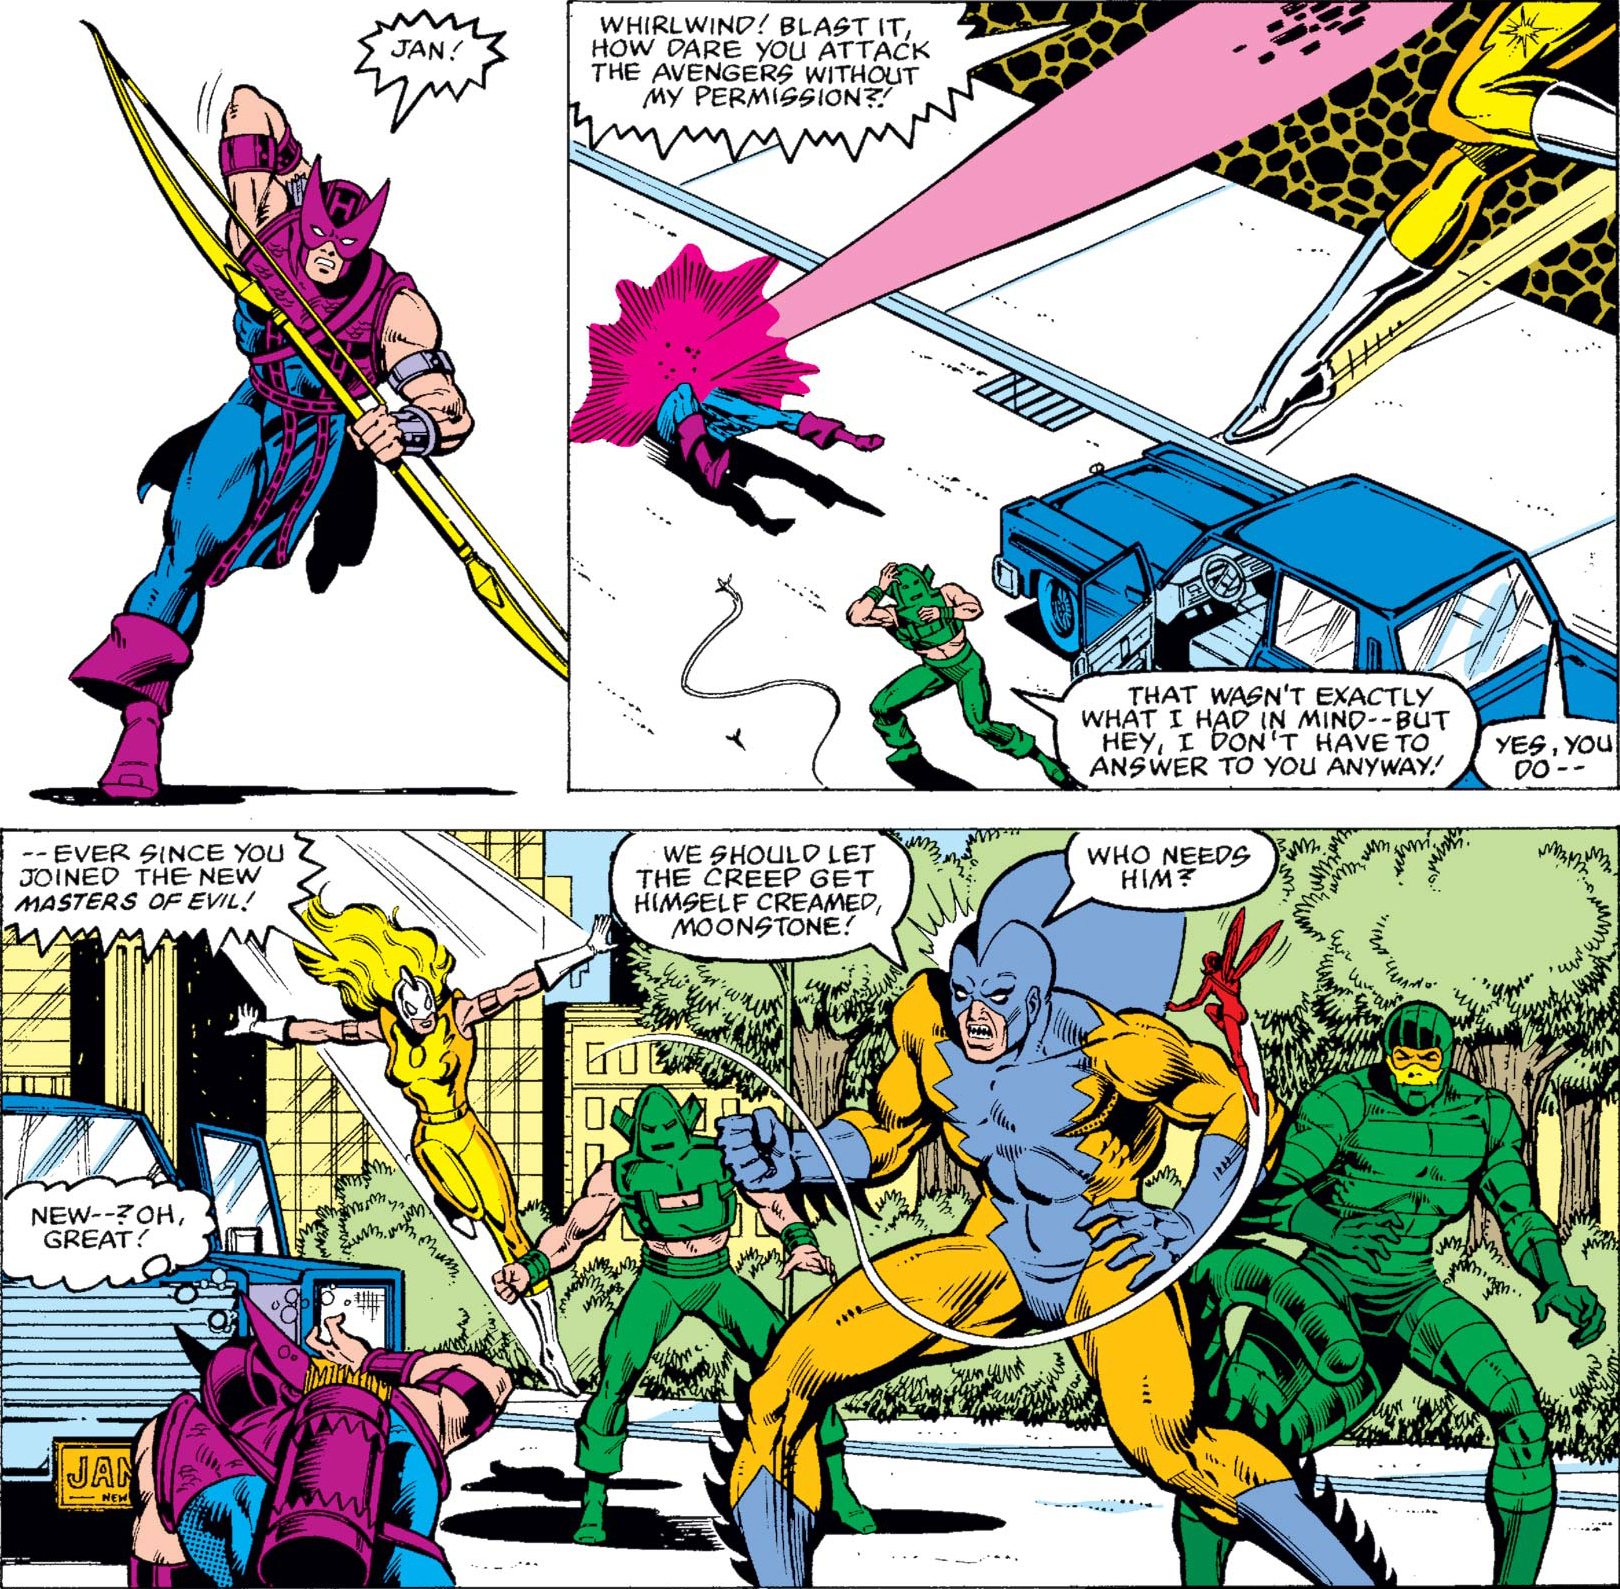 JAN!
H
WHIRLWIND! BLAST IT,
HOW DARE YOU ATTACK
THE AVENGERS WITHOUT
MY PERMISSION?!
THAT WASN'T EXACTLY
WHAT I HAD IN MIND--BUT
HEY, I DON'T HAVE TO
ANSWER TO YOU ANYWAY!
YES, YOU
DO--
--EVER SINCE YOU
JOINED THE NEW
MASTERS OF EVIL!
WE SHOULD LET
THE CREEP GET
HIMSELF CREAMED,
MOONSTONE!
WHO NEEDS
HIM?
NEW--? OH,
GREAT!
JAN
NEW